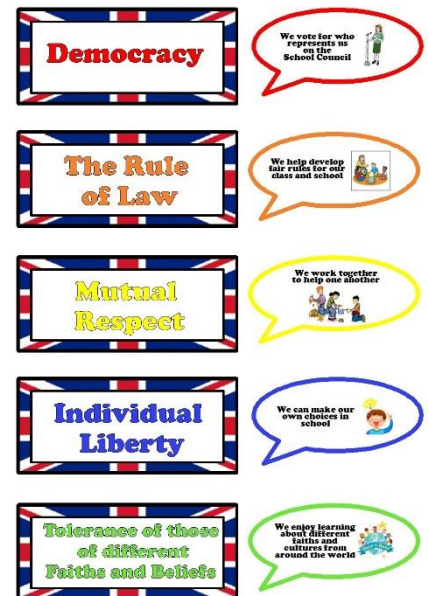 Democracy
We vote for who
represents us
on the
School Council
The Rule
of Law
We help develop
fair rules for our
class and school
Mutual
Respect
We work together
to help one another
Individual
Liberty
We can make our
own choices in
school
Tolerance of those
of different
Faiths and Beliefs
We enjoy learning
about different
faiths and
cultures from
around the world